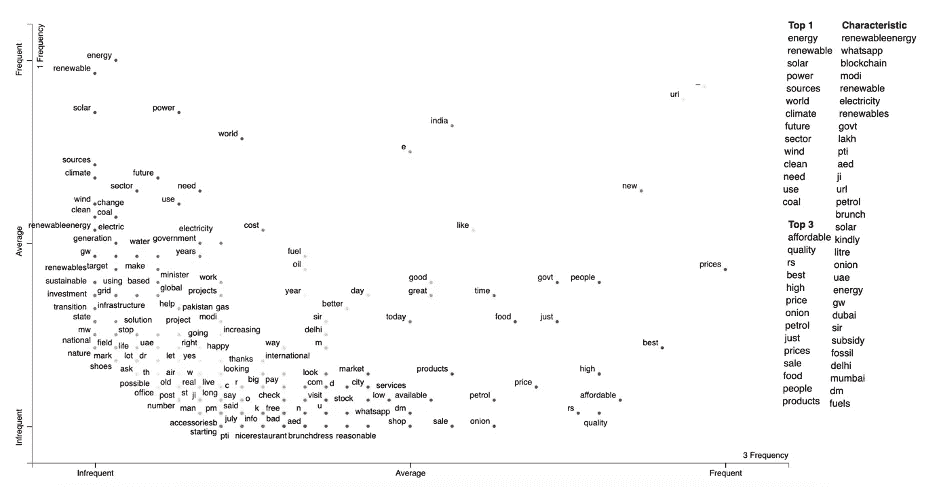 Top 1 Characteristic
energy renewableenergy
renewable whatsapp
solar blockchain
power modi
sources renewable
world electricity
climate renewables
future govt
sector lakh
wind pti
clean aed
need ji
use url
coal petrol
brunch
Top 3 solar
affordable kindly
quality litre
rs onion
best uae
high energy
price gw
onion dubai
petrol sir
just subsidy
prices fossil
sale delhi
food mumbai
people dm
products fuels
1 Frequency
Frequent
Average
Infrequent
energy
renewable
url
solar power
india
world
e
sources
climate future
sector need new
wind change use
clean coal
renewableenergy electric electricity cost like
generation water government
gw years fuel
renewables target make oil prices
minister work good govt people
sustainable using based
investment grid global projects year day great time
transition infrastructure help pakistan gas better
state solution project modi sir today food just
mw stop going increasing delhi
national field life uae right happy way m best
nature mark lot dr let yes thanks international
shoes ask th air w looking look market products high
possible old real live c r big pay com d city services price
office post st ji long say o check visit stock low available petrol affordable
number man pm said k free n u whatsapp dm rs
accessoriesb july info bad aed shop sale onion quality
starting pti nicerestaurantbrunchdress reasonable
3 Frequency
Infrequent Average Frequent